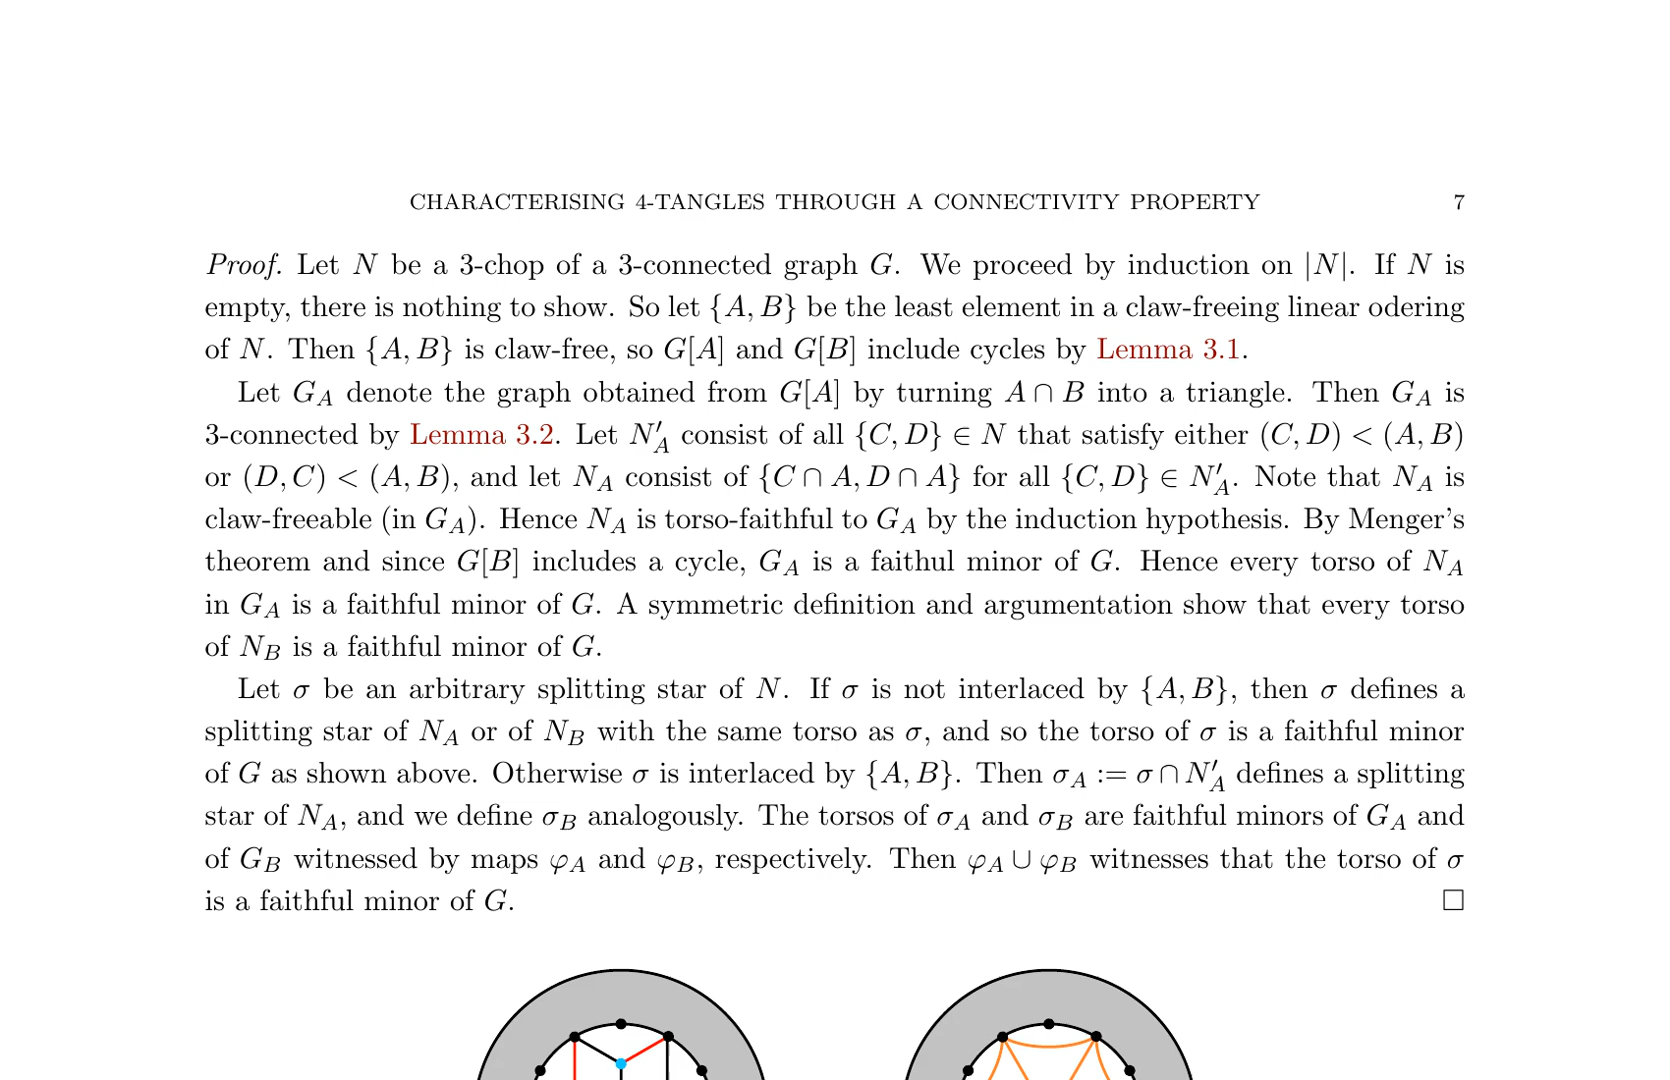 CHARACTERISING 4-TANGLES THROUGH A CONNECTIVITY PROPERTY 7
Proof. Let N be a 3-chop of a 3-connected graph G. We proceed by induction on |N|. If N is
empty, there is nothing to show. So let {A, B} be the least element in a claw-freeing linear odering
of N. Then {A, B} is claw-free, so G[A] and G[B] include cycles by Lemma 3.1.
Let G_A denote the graph obtained from G[A] by turning A ∩ B into a triangle. Then G_A is
3-connected by Lemma 3.2. Let N′_A consist of all {C, D} ∈ N that satisfy either (C, D) < (A, B)
or (D, C) < (A, B), and let N_A consist of {C ∩ A, D ∩ A} for all {C, D} ∈ N′_A. Note that N_A is
claw-freeable (in G_A). Hence N_A is torso-faithful to G_A by the induction hypothesis. By Menger's
theorem and since G[B] includes a cycle, G_A is a faithul minor of G. Hence every torso of N_A
in G_A is a faithful minor of G. A symmetric definition and argumentation show that every torso
of N_B is a faithful minor of G.
Let σ be an arbitrary splitting star of N. If σ is not interlaced by {A, B}, then σ defines a
splitting star of N_A or of N_B with the same torso as σ, and so the torso of σ is a faithful minor
of G as shown above. Otherwise σ is interlaced by {A, B}. Then σ_A := σ ∩ N′_A defines a splitting
star of N_A, and we define σ_B analogously. The torsos of σ_A and σ_B are faithful minors of G_A and
of G_B witnessed by maps φ_A and φ_B, respectively. Then φ_A ∪ φ_B witnesses that the torso of σ
is a faithful minor of G. □